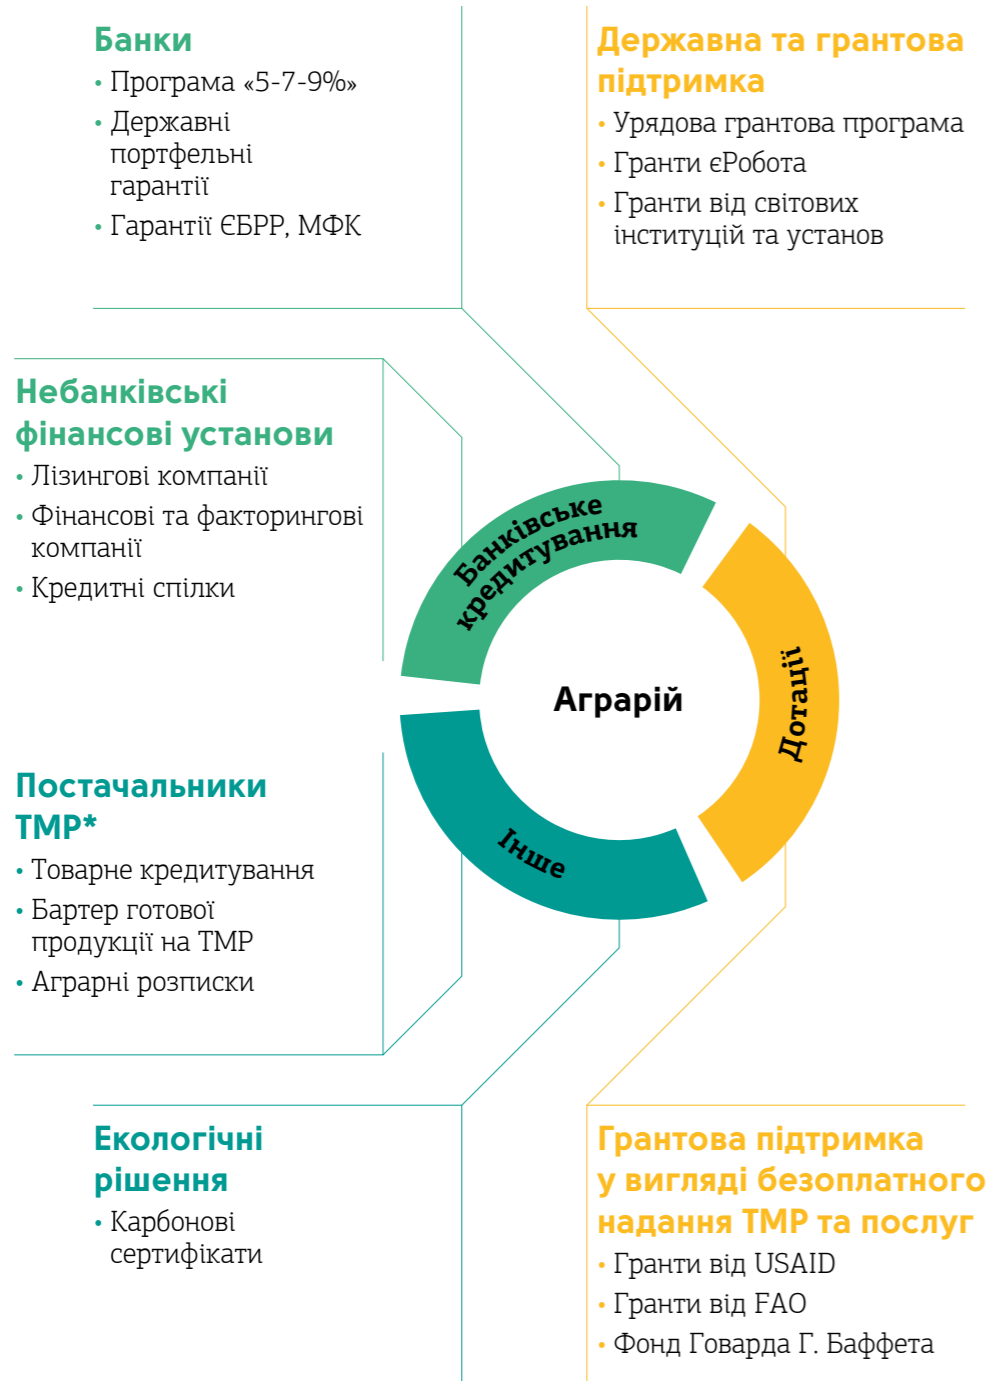 Банки
• Програма «5-7-9%»
• Державні
портфельні
гарантії
• Гарантії ЄБРР, МФК
Державна та грантова
підтримка
• Урядова грантова програма
• Гранти єРобота
• Гранти від світових
інституцій та установ
Небанківські
фінансові установи
• Лізингові компанії
• Фінансові та факторингові
компанії
• Кредитні спілки
Банківське
кредитування
Аграрій
Дотації
Інше
Постачальники
ТМР*
• Товарне кредитування
• Бартер готової
продукції на ТМР
• Аграрні розписки
Екологічні
рішення
• Карбонові
сертифікати
Грантова підтримка
у вигляді безоплатного
надання ТМР та послуг
• Гранти від USAID
• Гранти від FAO
• Фонд Говарда Г. Баффета